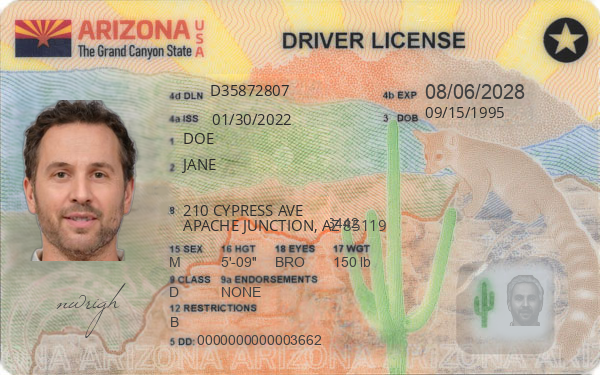 ARIZONA USA
The Grand Canyon State
DRIVER LICENSE
4d DLN D35872807
4b EXP 08/06/2028
4a ISS 01/30/2022
3 DOB 09/15/1995
1 DOE
2 JANE
8 210 CYPRESS AVE
APACHE JUNCTION, AZ 85119
15 SEX 16 HGT 18 EYES 17 WGT
M 5'-09" BRO 150 lb
9 CLASS 9a ENDORSEMENTS
D NONE
12 RESTRICTIONS
B
5 DD: 0000000000003662
ARIZONA ARIZONA ARIZONA ARIZONA